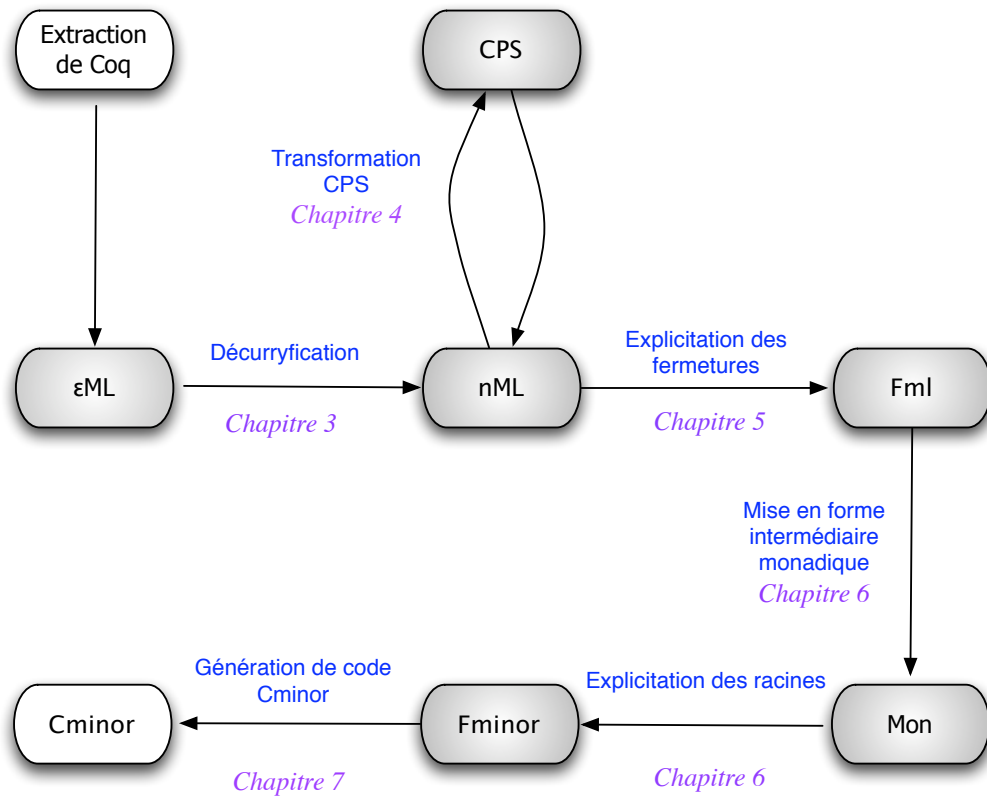 Extraction
de Coq
CPS
Transformation
CPS
Chapitre 4
εML
Décurryfication
Chapitre 3
nML
Explicitation des
fermetures
Chapitre 5
Fml
Mise en forme
intermédiaire
monadique
Chapitre 6
Mon
Explicitation des racines
Chapitre 6
Fminor
Génération de code
Cminor
Chapitre 7
Cminor